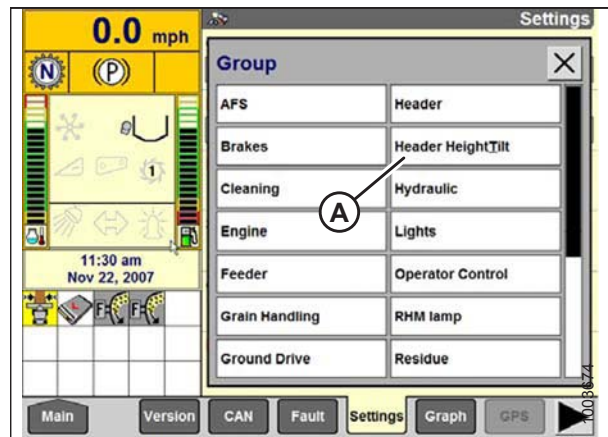 0.0 mph
Settings
N
(P)
Group
AFS
Header
Brakes
Header HeightTilt
Cleaning
Hydraulic
A
1
Engine
Lights
11:30 am
Nov 22, 2007
Feeder
Operator Control
F
F
Grain Handling
RHM lamp
Ground Drive
Residue
Main
Version
CAN
Fault
Settings
Graph
GPS
1003674